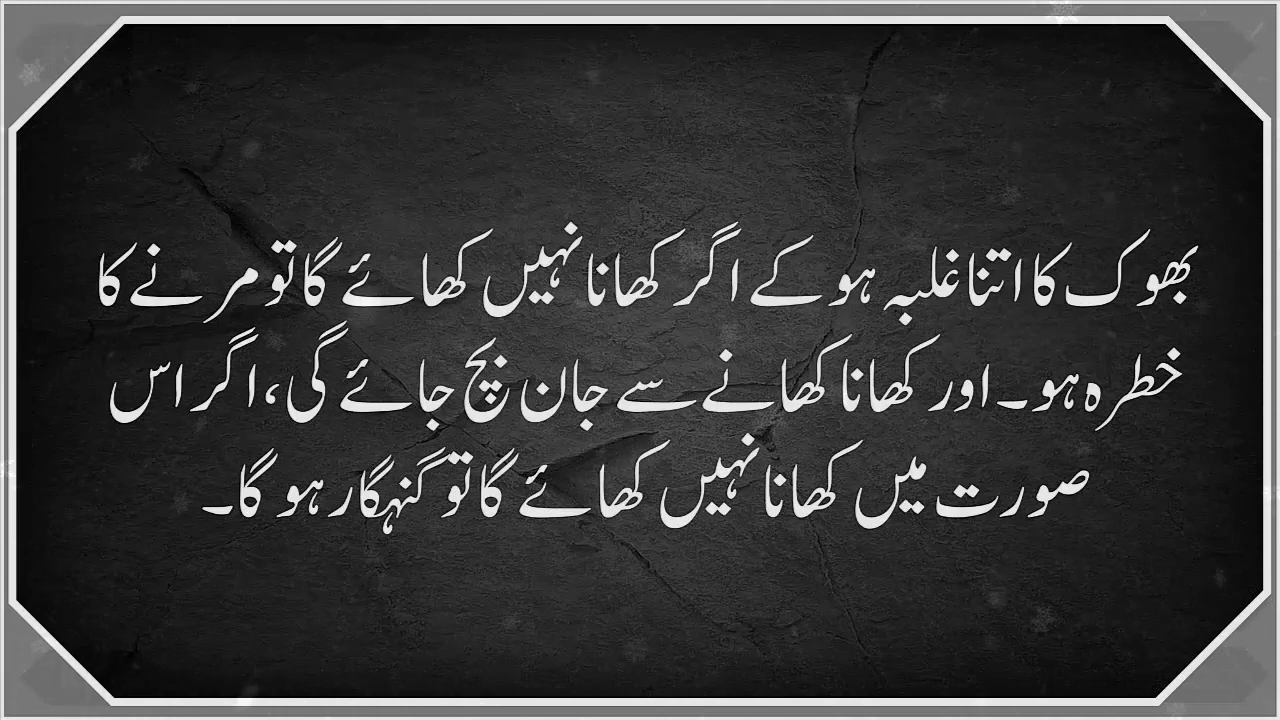 بھوک کا اتنا غلبہ ہو کے اگر کھانا نہیں کھائے گا تو مرنے کا
خطرہ ہو۔ اور کھانا کھانے سے جان بچ جائے گی، اگر اس
صورت میں کھانا نہیں کھائے گا تو گنہگار ہو گا۔